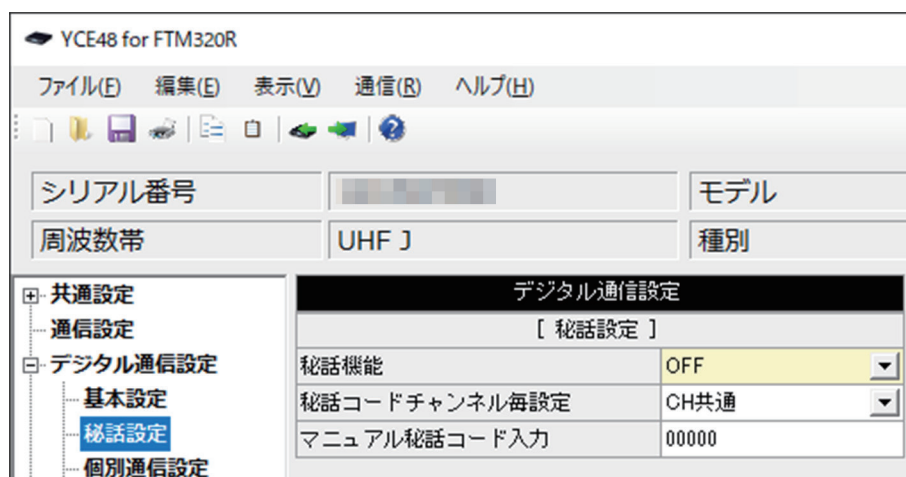 YCE48 for FTM320R
ファイル(F) 編集(E) 表示(V) 通信(R) ヘルプ(H)
シリアル番号 モデル
周波数帯 UHF J 種別
共通設定
通信設定
デジタル通信設定
基本設定
秘話設定
個別通信設定
デジタル通信設定
[ 秘話設定 ]
秘話機能 OFF
秘話コードチャンネル毎設定 CH共通
マニュアル秘話コード入力 00000